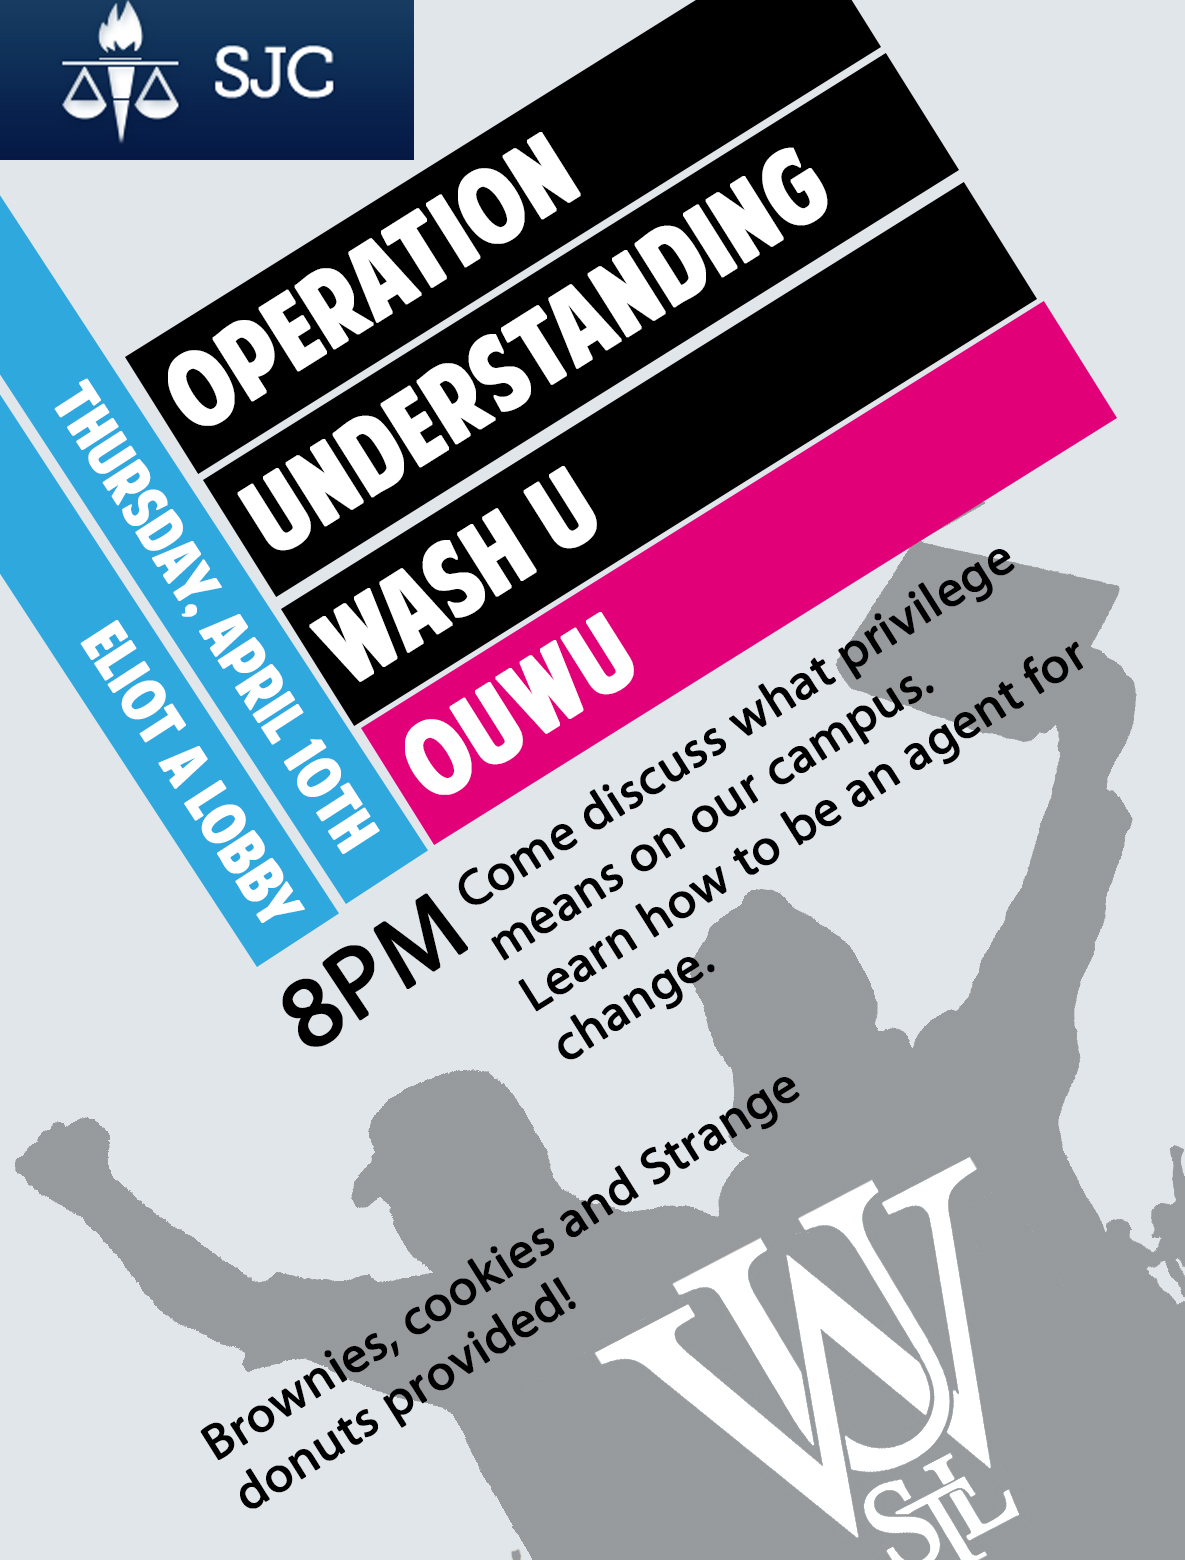 SJC
OPERATION
UNDERSTANDING
WASH U
OUWU
THURSDAY, APRIL 10TH
ELIOT A LOBBY
8PM
Come discuss what privilege
means on our campus.
Learn how to be an agent for
change.
Brownies, cookies and Strange
donuts provided!
WU
STL